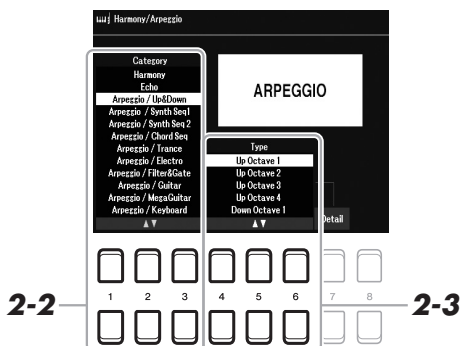 Harmony/Arpeggio
Category
Harmony
Echo
Arpeggio / Up&Down
Arpeggio / Synth Seq1
Arpeggio / Synth Seq 2
Arpeggio / Chord Seq
Arpeggio / Trance
Arpeggio / Electro
Arpeggio / Filter&Gate
Arpeggio / Guitar
Arpeggio / MegaGuitar
Arpeggio / Keyboard
▲▼
ARPEGGIO
Type
Up Octave 1
Up Octave 2
Up Octave 3
Up Octave 4
Down Octave 1
▲▼
Detail
1 2 3 4 5 6 7 8
2-2
2-3